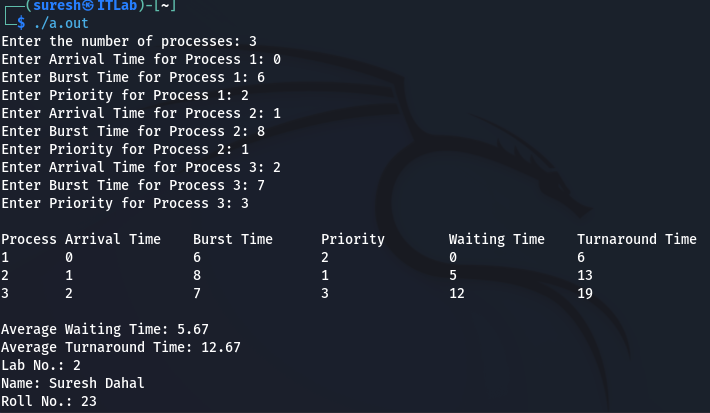 ┌──(suresh㉿ITLab)-[~]
└─$ ./a.out
Enter the number of processes: 3
Enter Arrival Time for Process 1: 0
Enter Burst Time for Process 1: 6
Enter Priority for Process 1: 2
Enter Arrival Time for Process 2: 1
Enter Burst Time for Process 2: 8
Enter Priority for Process 2: 1
Enter Arrival Time for Process 3: 2
Enter Burst Time for Process 3: 7
Enter Priority for Process 3: 3
Process Arrival Time    Burst Time      Priority        Waiting Time    Turnaround Time
1       0               6               2               0               6
2       1               8               1               5               13
3       2               7               3               12              19
Average Waiting Time: 5.67
Average Turnaround Time: 12.67
Lab No.: 2
Name: Suresh Dahal
Roll No.: 23